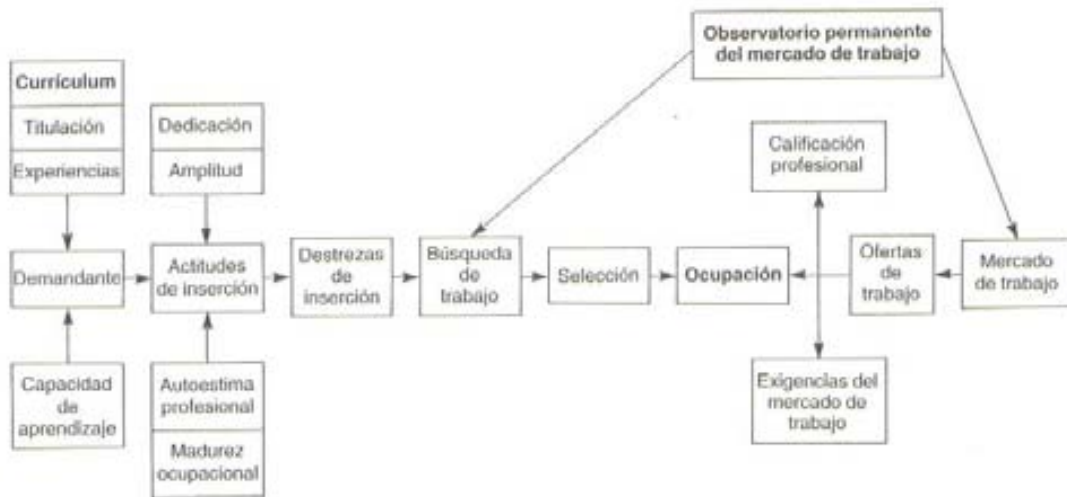 Observatorio permanente
del mercado de trabajo
Currículum
Titulación
Experiencias
Dedicación
Amplitud
Calificación
profesional
Demandante
Actitudes
de inserción
Destrezas
de
inserción
Búsqueda
de
trabajo
Selección
Ocupación
Ofertas
de
trabajo
Mercado
de trabajo
Capacidad
de
aprendizaje
Autoestima
profesional
Madurez
ocupacional
Exigencias del
mercado de
trabajo